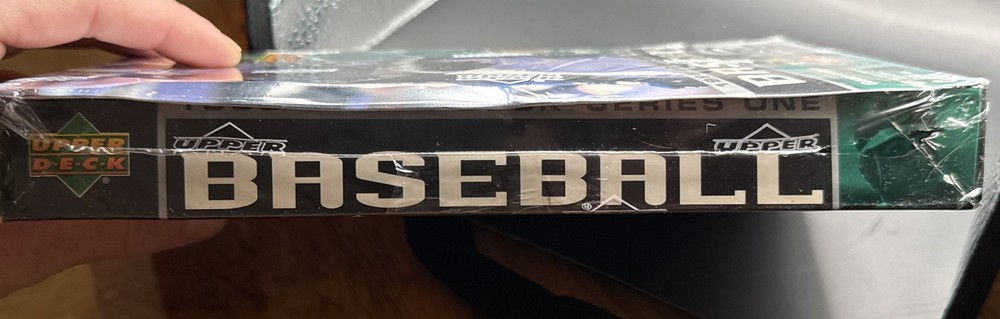 SERIES ONE
UPPER
DECK
UPPER
UPPER
BASEBALL